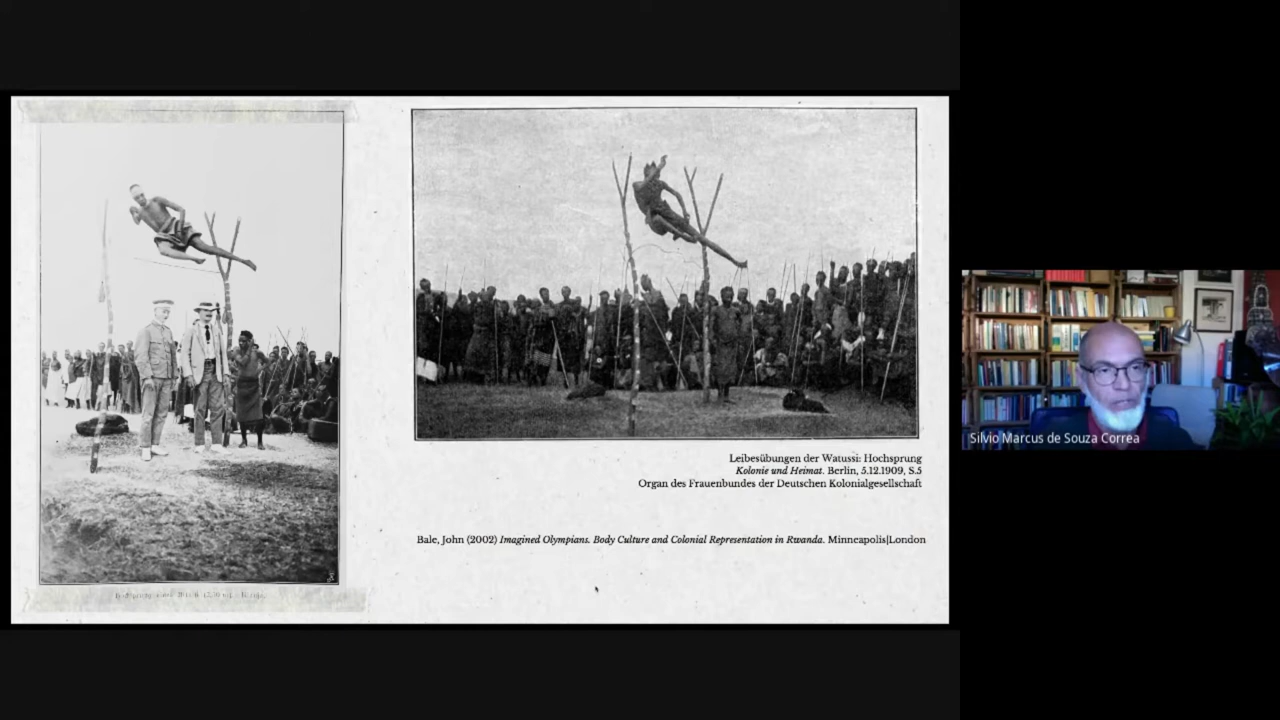 Leibesübungen der Watussi: Hochsprung
Kolonie und Heimat. Berlin, 5.12.1909, S.5
Organ des Frauenbundes der Deutschen Kolonialgesellschaft
Bale, John (2002) Imagined Olympians. Body Culture and Colonial Representation in Rwanda. Minneapolis|London
Silvio Marcus de Souza Correa